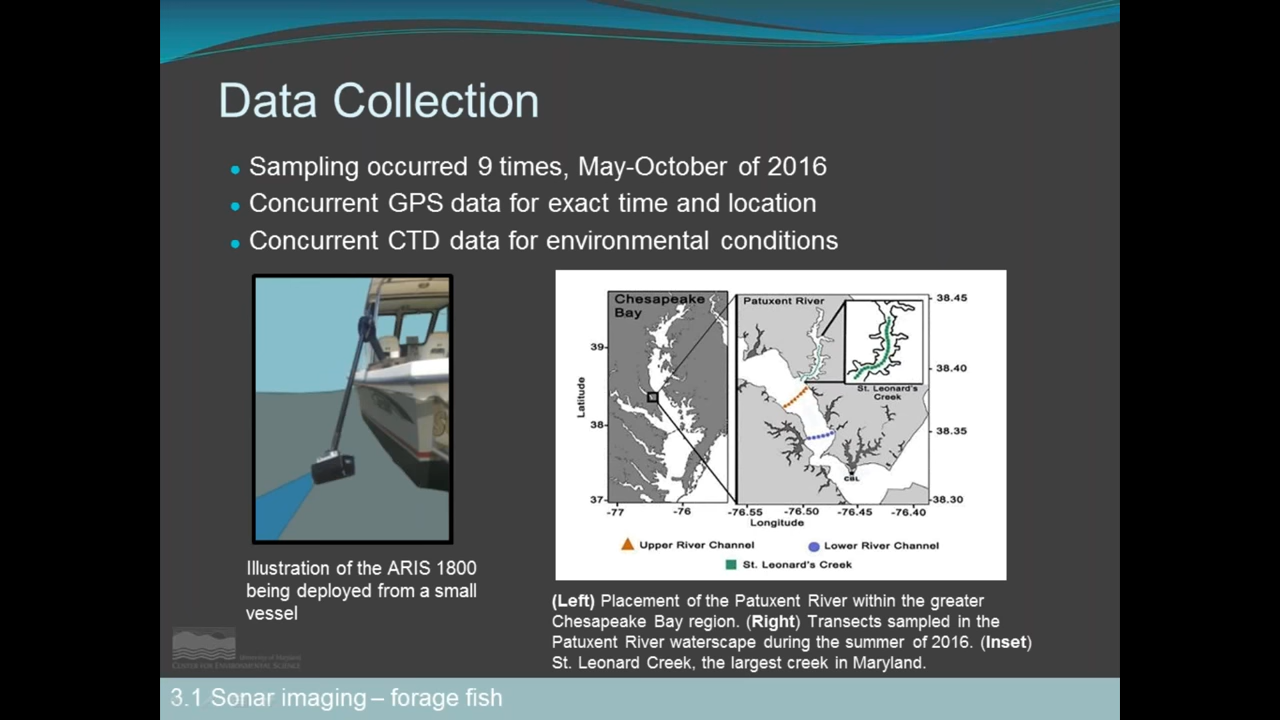 Data Collection
Sampling occurred 9 times, May-October of 2016
Concurrent GPS data for exact time and location
Concurrent CTD data for environmental conditions
Illustration of the ARIS 1800
being deployed from a small
vessel
Chesapeake
Bay
Patuxent River
St. Leonard's
Creek
CBL
Latitude
39
38
37
-77
-76
-76.55
-76.50
-76.45
-76.40
38.45
38.40
38.35
38.30
Longitude
Upper River Channel
Lower River Channel
St. Leonard's Creek
(Left) Placement of the Patuxent River within the greater
Chesapeake Bay region. (Right) Transects sampled in the
Patuxent River waterscape during the summer of 2016. (Inset)
St. Leonard Creek, the largest creek in Maryland.
University of Maryland
CENTER FOR ENVIRONMENTAL SCIENCE
3.1 Sonar imaging – forage fish